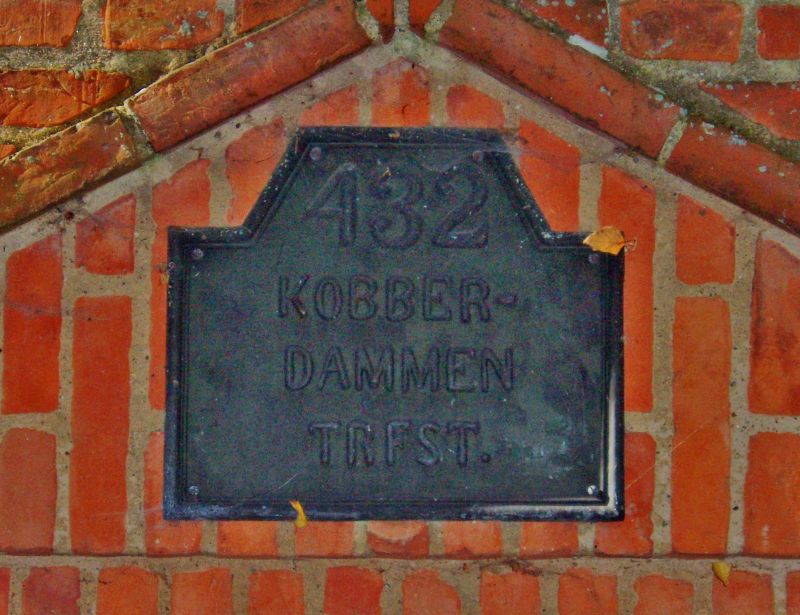 432
KOBBER-
DAMMEN
TRFST.